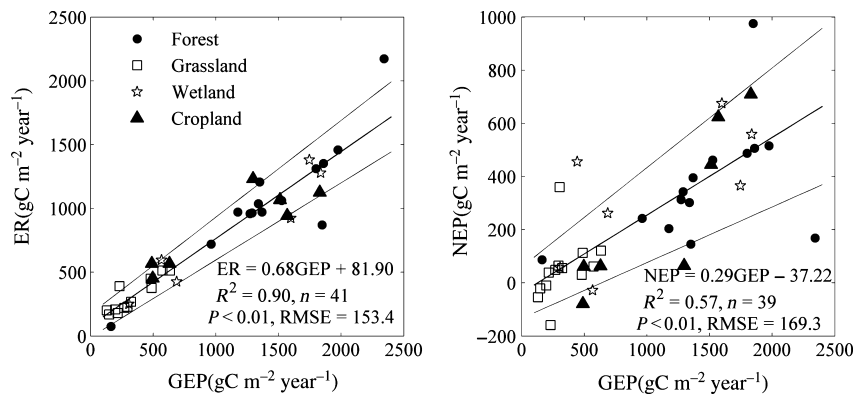 2500
2000
1500
1000
500
0
ER(gC m⁻² year⁻¹)
Forest
Grassland
Wetland
Cropland
ER = 0.68GEP + 81.90
R² = 0.90, n = 41
P < 0.01, RMSE = 153.4
0 500 1000 1500 2000 2500
GEP(gC m⁻² year⁻¹)
1000
800
600
400
200
0
−200
NEP(gC m⁻² year⁻¹)
NEP = 0.29GEP − 37.22
R² = 0.57, n = 39
P < 0.01, RMSE = 169.3
0 500 1000 1500 2000 2500
GEP(gC m⁻² year⁻¹)